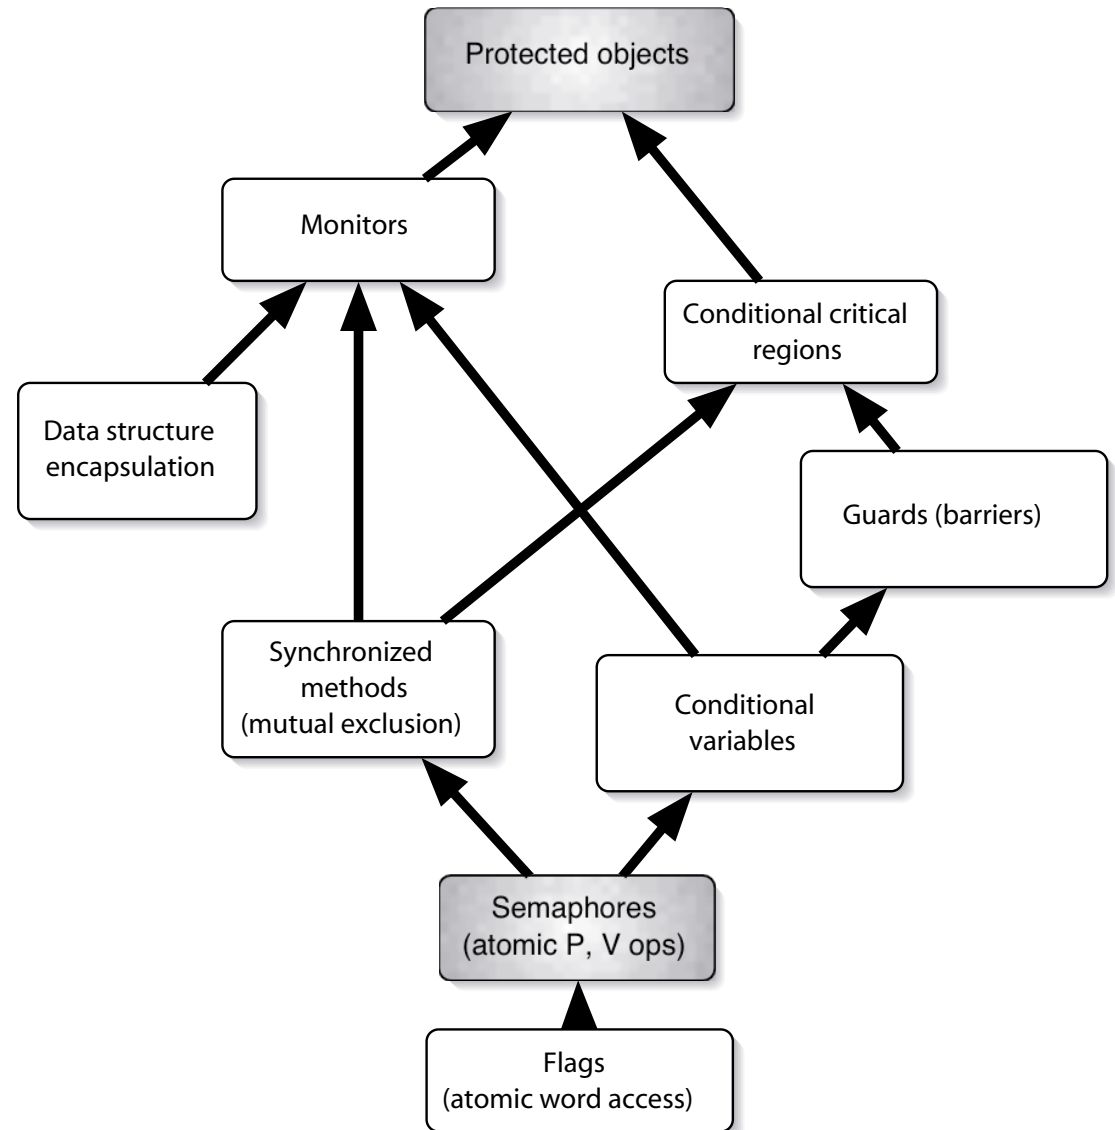 Protected objects
Monitors
Conditional critical
regions
Data structure
encapsulation
Guards (barriers)
Synchronized
methods
(mutual exclusion)
Conditional
variables
Semaphores
(atomic P, V ops)
Flags
(atomic word access)